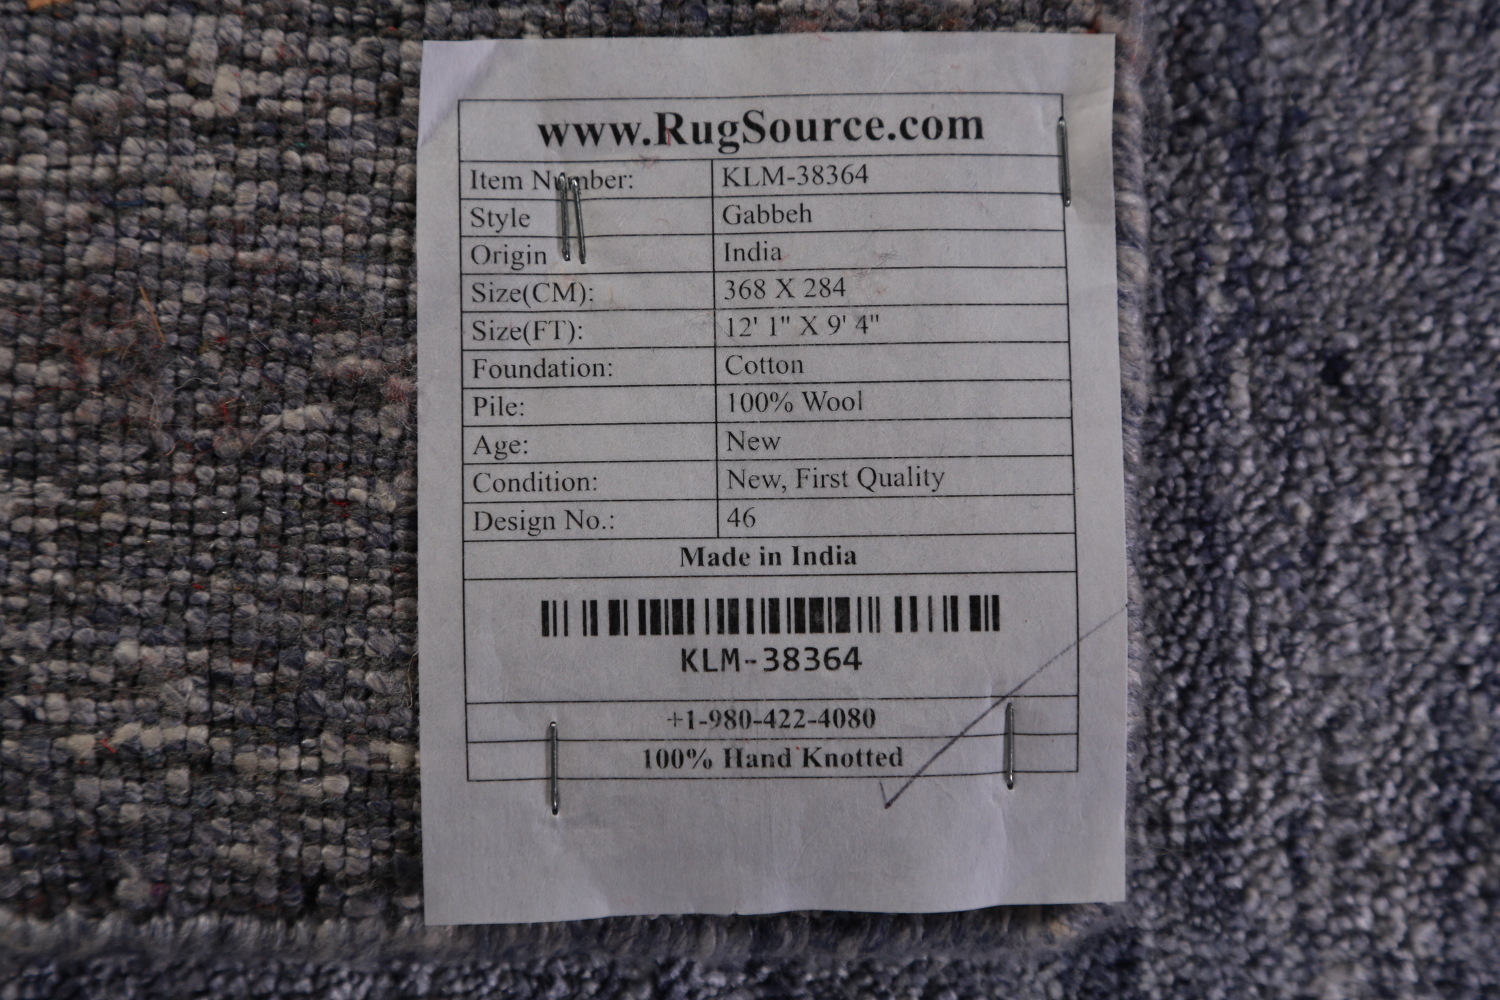 www.RugSource.com
Item Number: KLM-38364
Style Gabbeh
Origin India
Size(CM): 368 X 284
Size(FT): 12' 1" X 9' 4"
Foundation: Cotton
Pile: 100% Wool
Age: New
Condition: New, First Quality
Design No.: 46
Made in India
KLM-38364
+1-980-422-4080
100% Hand Knotted